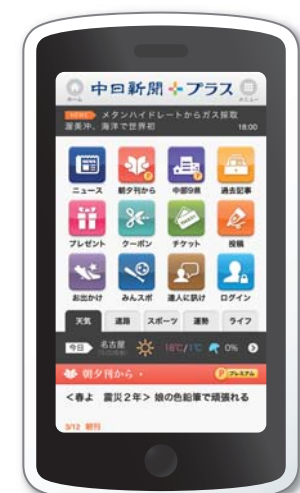 中日新聞プラス
ホーム
メニュー
NEWS メタンハイドレートからガス採取
渥美沖、海洋で世界初 18:00
ニュース 朝夕刊から 中部9県 過去記事
プレゼント クーポン チケット 投稿
お出かけ みんスポ 達人に訊け ログイン
天気 道路 スポーツ 運勢 ライフ
今日 名古屋 18℃/1℃ 0%
朝夕刊から P プレミアム
<春よ 震災2年> 娘の色鉛筆で頑張れる
3/12 朝刊